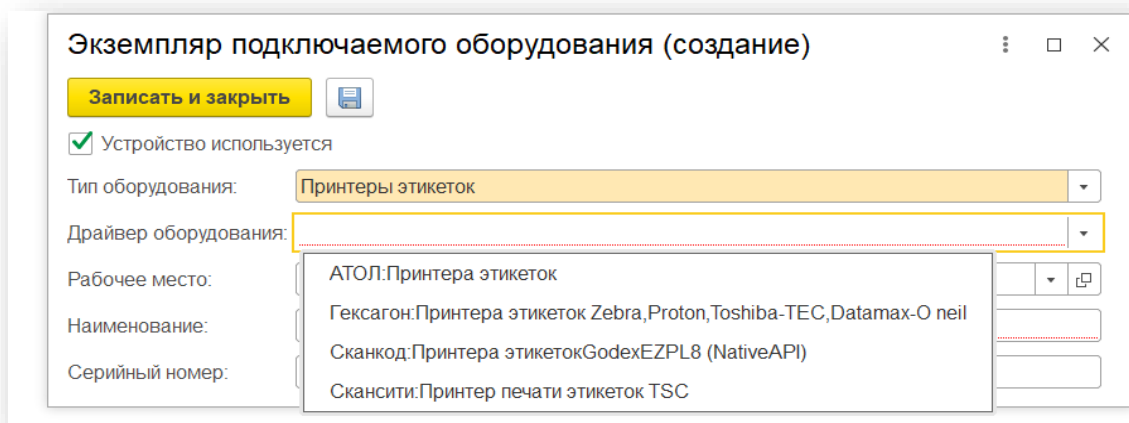 Экземпляр подключаемого оборудования (создание)
Записать и закрыть
Устройство используется
Тип оборудования: Принтеры этикеток
Драйвер оборудования:
АТОЛ:Принтера этикеток
Рабочее место:
Гексагон:Принтера этикеток Zebra,Proton,Toshiba-TEC,Datamax-O neil
Наименование:
Сканкод:Принтера этикетокGodexEZPL8 (NativeAPI)
Серийный номер:
Скансити:Принтер печати этикеток TSC